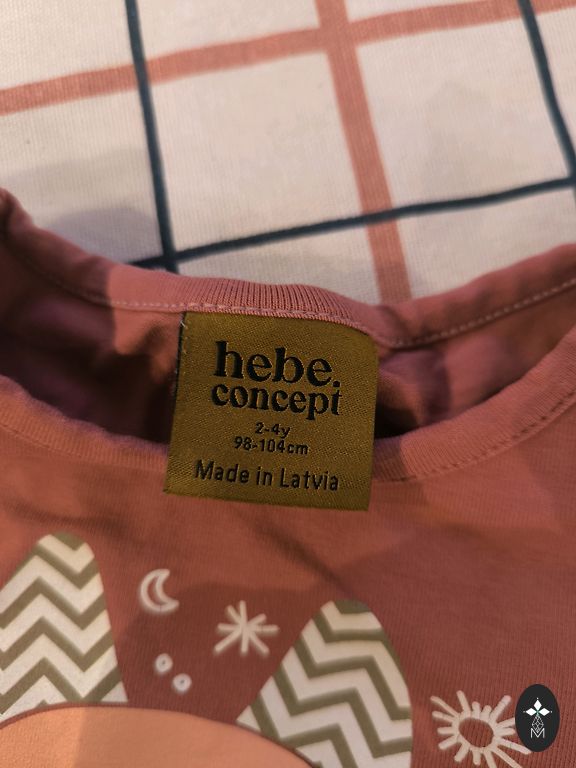 hebe.
concept
2-4y
98-104cm
Made in Latvia